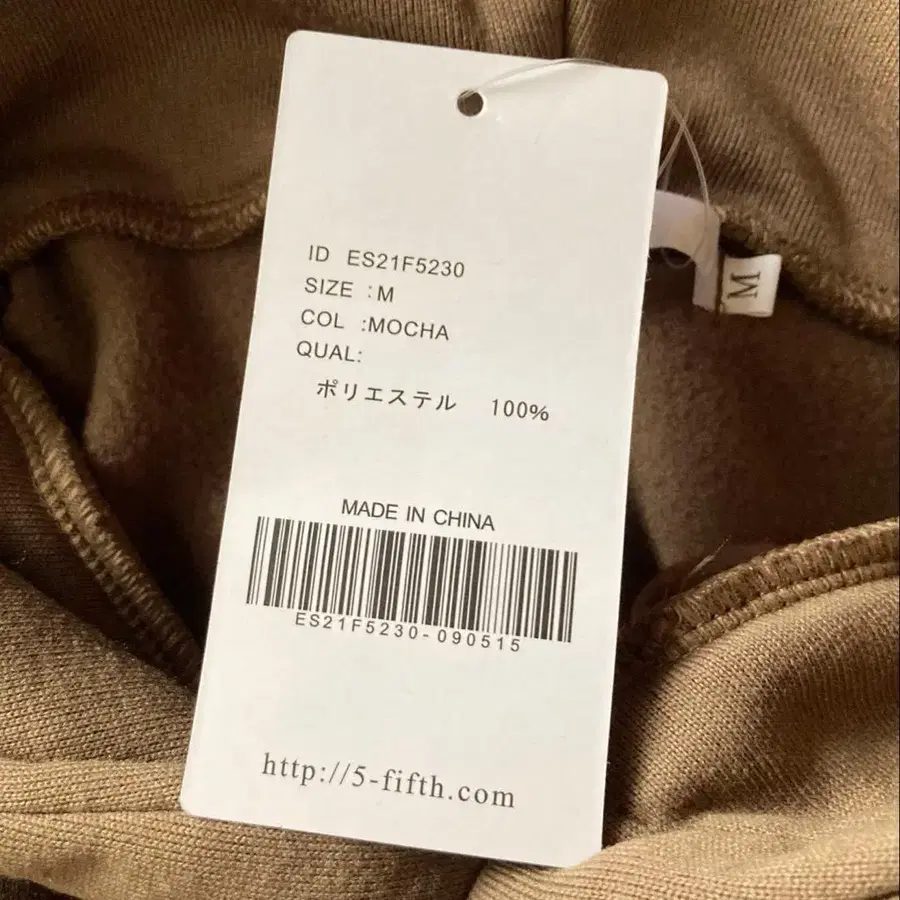 ID ES21F5230
SIZE :M
COL :MOCHA
QUAL:
ポリエステル 100%
MADE IN CHINA
ES21F5230-090515
http://5-fifth.com
M